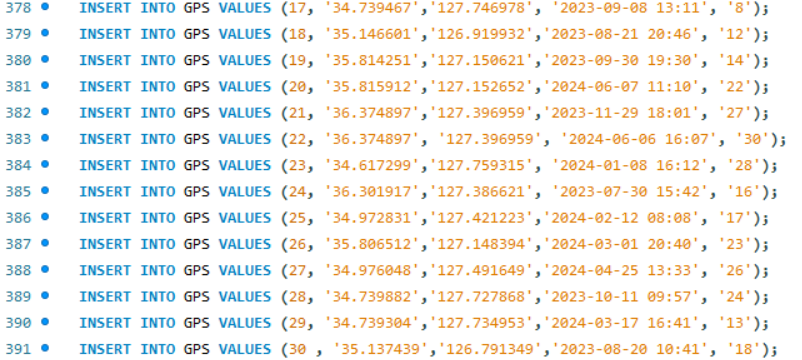 378 INSERT INTO GPS VALUES (17, '34.739467','127.746978', '2023-09-08 13:11', '8');
379 INSERT INTO GPS VALUES (18, '35.146601','126.919932','2023-08-21 20:46', '12');
380 INSERT INTO GPS VALUES (19, '35.814251','127.150621','2023-09-30 19:30', '14');
381 INSERT INTO GPS VALUES (20, '35.815912','127.152652','2024-06-07 11:10', '22');
382 INSERT INTO GPS VALUES (21, '36.374897','127.396959','2023-11-29 18:01', '27');
383 INSERT INTO GPS VALUES (22, '36.374897', '127.396959', '2024-06-06 16:07', '30');
384 INSERT INTO GPS VALUES (23, '34.617299','127.759315', '2024-01-08 16:12', '28');
385 INSERT INTO GPS VALUES (24, '36.301917','127.386621', '2023-07-30 15:42', '16');
386 INSERT INTO GPS VALUES (25, '34.972831','127.421223','2024-02-12 08:08', '17');
387 INSERT INTO GPS VALUES (26, '35.806512','127.148394','2024-03-01 20:40', '23');
388 INSERT INTO GPS VALUES (27, '34.976048','127.491649','2024-04-25 13:33', '26');
389 INSERT INTO GPS VALUES (28, '34.739882','127.727868','2023-10-11 09:57', '24');
390 INSERT INTO GPS VALUES (29, '34.739304','127.734953','2024-03-17 16:41', '13');
391 INSERT INTO GPS VALUES (30 , '35.137439','126.791349','2023-08-20 10:41', '18');